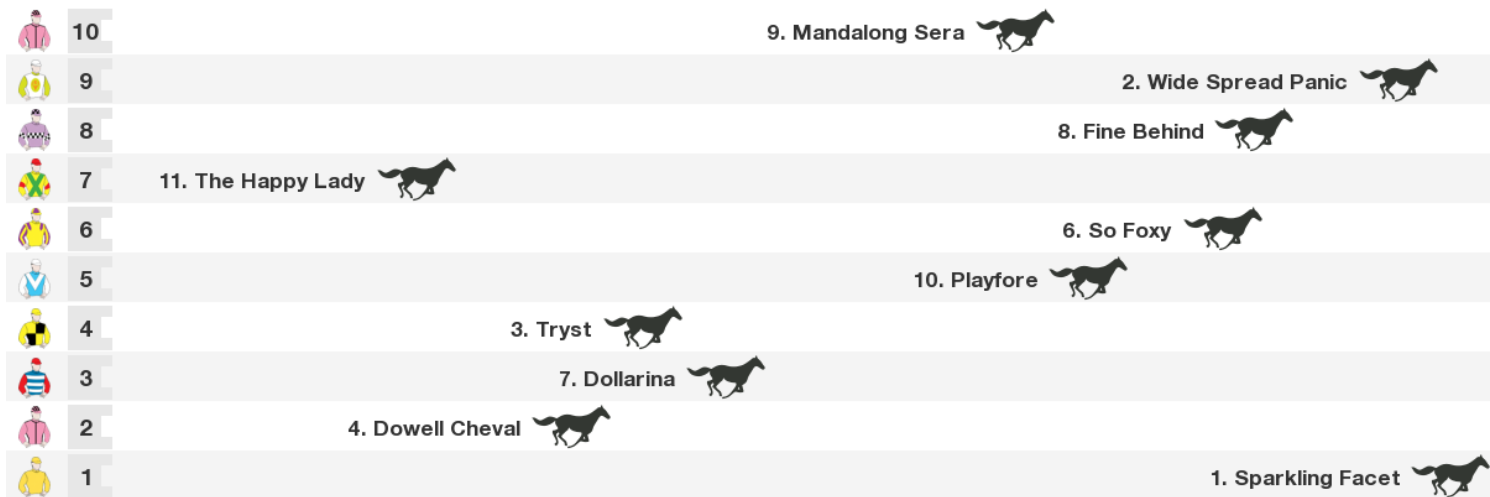 10 9. Mandalong Sera
9 2. Wide Spread Panic
8 8. Fine Behind
7 11. The Happy Lady
6 6. So Foxy
5 10. Playfore
4 3. Tryst
3 7. Dollarina
2 4. Dowell Cheval
1 1. Sparkling Facet